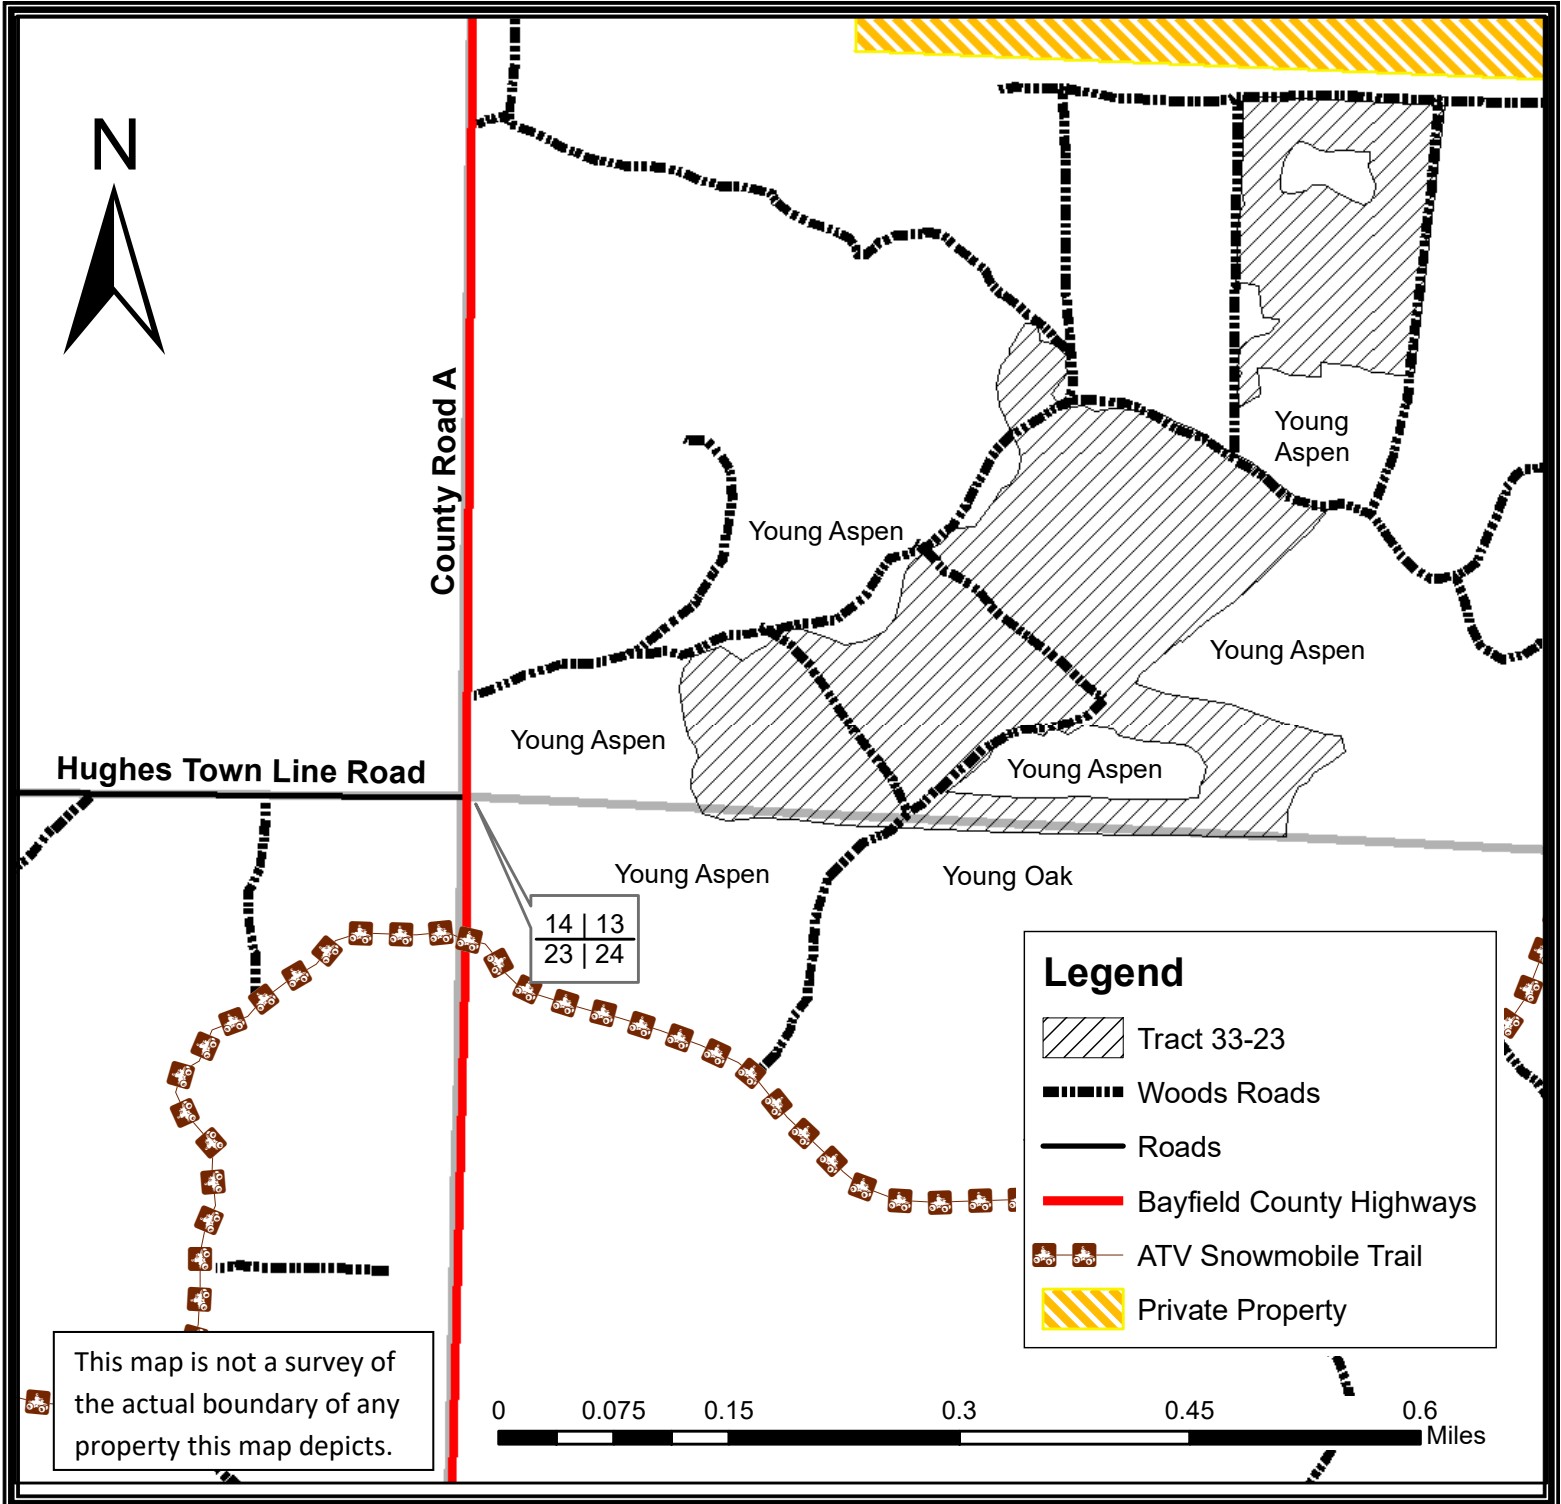 N
County Road A
Young
Aspen
Young Aspen
Young Aspen
Young Aspen
Hughes Town Line Road
Young Aspen
Young Aspen
Young Oak
14 | 13
23 | 24
Legend
Tract 33-23
Woods Roads
Roads
Bayfield County Highways
ATV Snowmobile Trail
Private Property
This map is not a survey of
the actual boundary of any
property this map depicts.
0 0.075 0.15 0.3 0.45 0.6
Miles